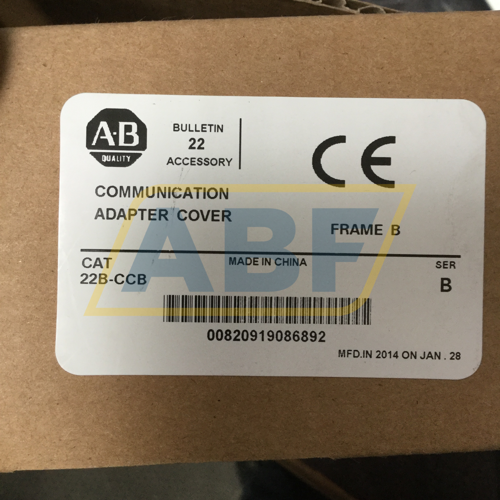 A-B
QUALITY
BULLETIN
22
ACCESSORY
CE
COMMUNICATION
ADAPTER COVER
FRAME B
ABF
CAT
22B-CCB
MADE IN CHINA
SER
B
00820919086892
MFD.IN 2014 ON JAN . 28